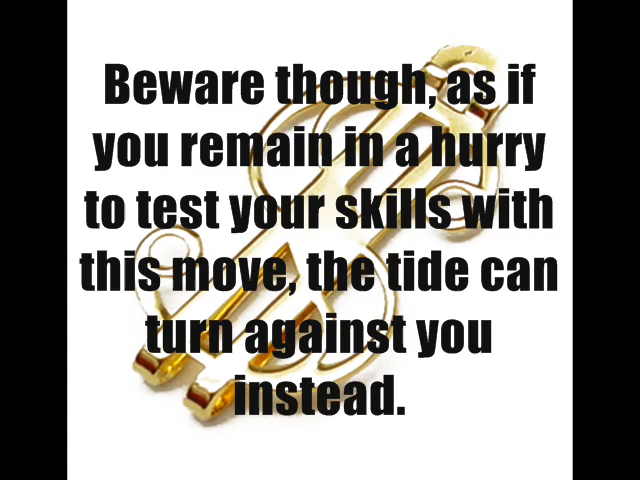 Beware though, as if
you remain in a hurry
to test your skills with
this move, the tide can
turn against you
instead.